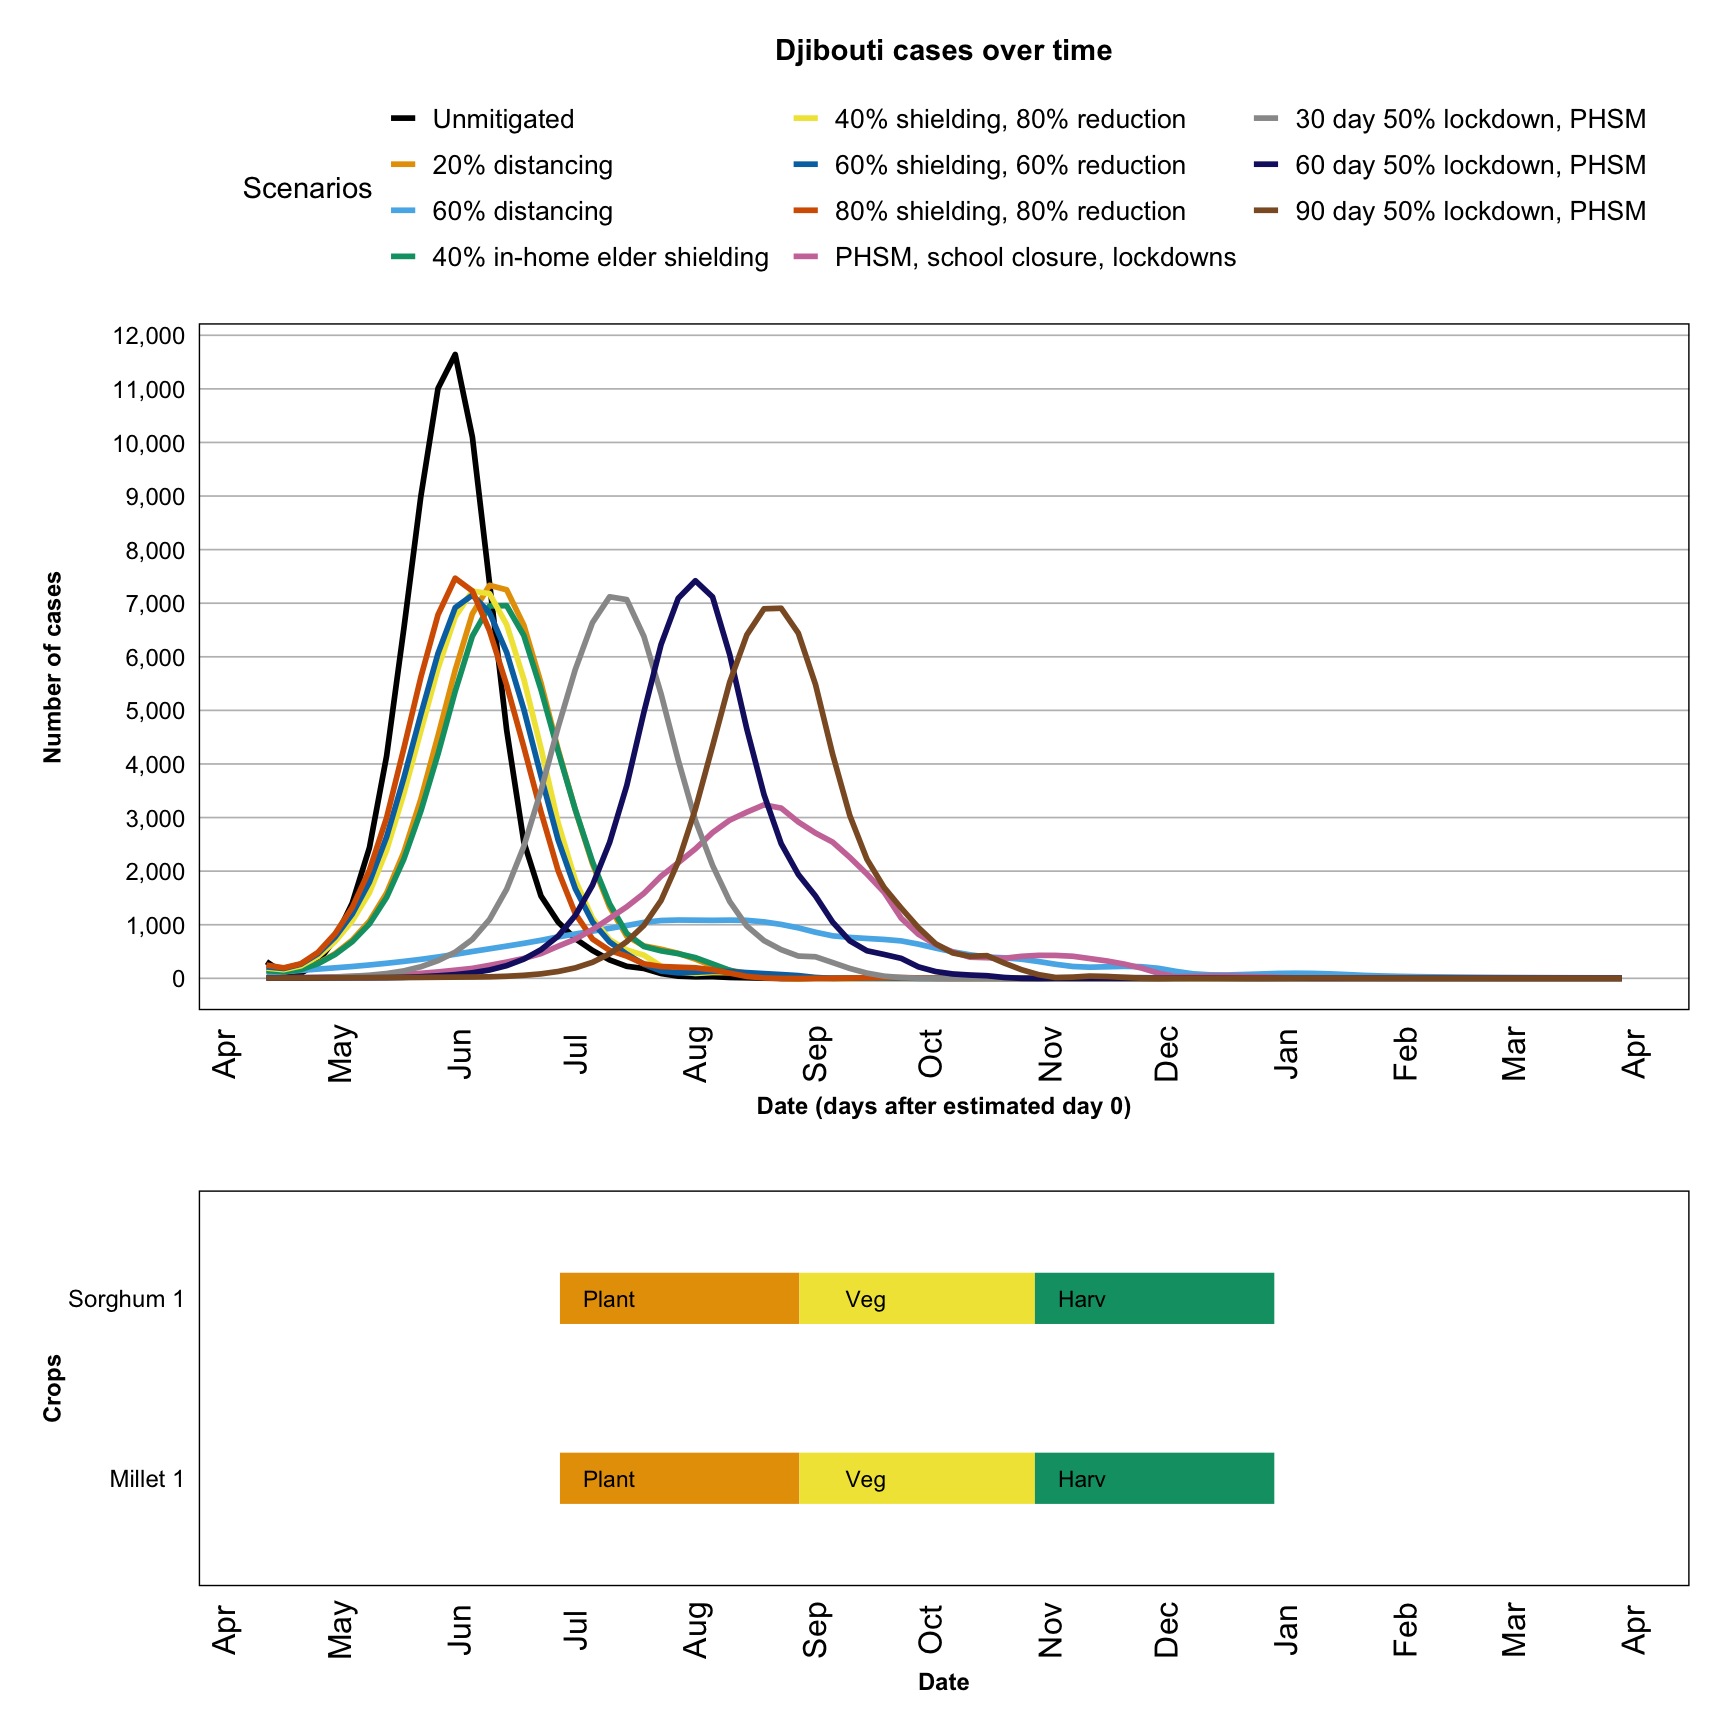 Djibouti cases over time
Scenarios
Unmitigated
20% distancing
60% distancing
40% in-home elder shielding
40% shielding, 80% reduction
60% shielding, 60% reduction
80% shielding, 80% reduction
PHSM, school closure, lockdowns
30 day 50% lockdown, PHSM
60 day 50% lockdown, PHSM
90 day 50% lockdown, PHSM
Number of cases
12,000
11,000
10,000
9,000
8,000
7,000
6,000
5,000
4,000
3,000
2,000
1,000
0
Apr May Jun Jul Aug Sep Oct Nov Dec Jan Feb Mar Apr
Date (days after estimated day 0)
Crops
Sorghum 1
Plant Veg Harv
Millet 1
Plant Veg Harv
Apr May Jun Jul Aug Sep Oct Nov Dec Jan Feb Mar Apr
Date